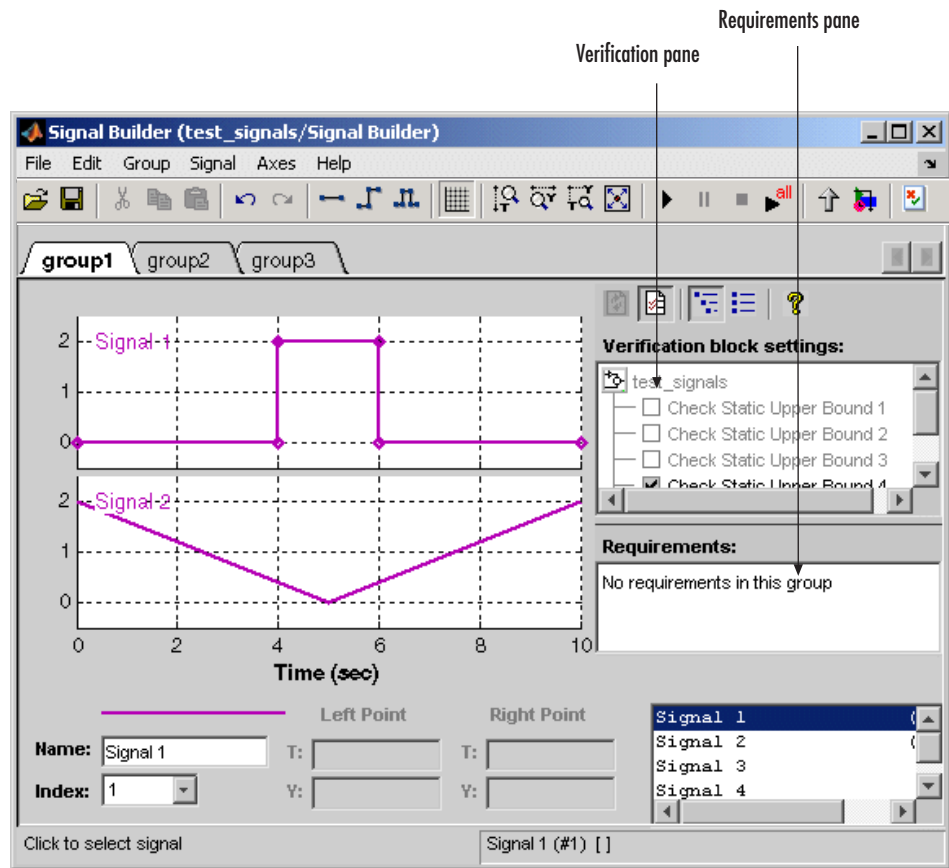 Requirements pane
Verification pane
Signal Builder (test_signals/Signal Builder)
File Edit Group Signal Axes Help
all
group1 group2 group3
Verification block settings:
test_signals
Check Static Upper Bound 1
Check Static Upper Bound 2
Check Static Upper Bound 3
Check Static Upper Bound 4
2 Signal 1
1
0
2 Signal 2
1
0
0 2 4 6 8 10
Time (sec)
Requirements:
No requirements in this group
Left Point Right Point
Name: Signal 1 T: T:
Index: 1 Y: Y:
Signal 1 (
Signal 2 (
Signal 3
Signal 4
Click to select signal Signal 1 (#1) [ ]